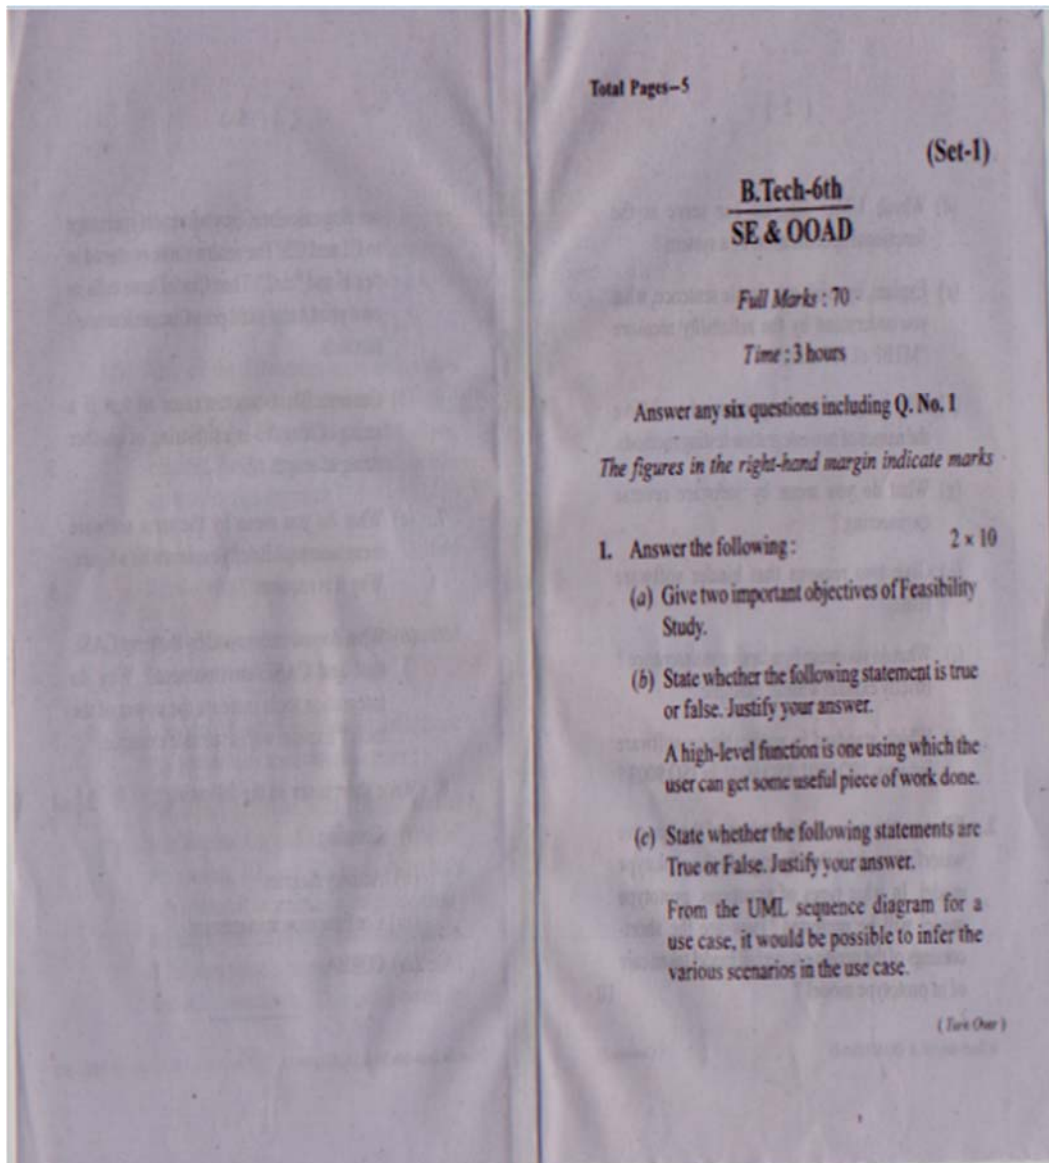 Total Pages—5
(Set-1)
B.Tech-6th
SE & OOAD
Full Marks : 70
Time : 3 hours
Answer any six questions including Q. No. 1
The figures in the right-hand margin indicate marks
1. Answer the following : 2 × 10
(a) Give two important objectives of Feasibility
Study.
(b) State whether the following statement is true
or false. Justify your answer.
A high-level function is one using which the
user can get some useful piece of work done.
(c) State whether the following statements are
True or False. Justify your answer.
From the UML sequence diagram for a
use case, it would be possible to infer the
various scenarios in the use case.
( Turn Over )